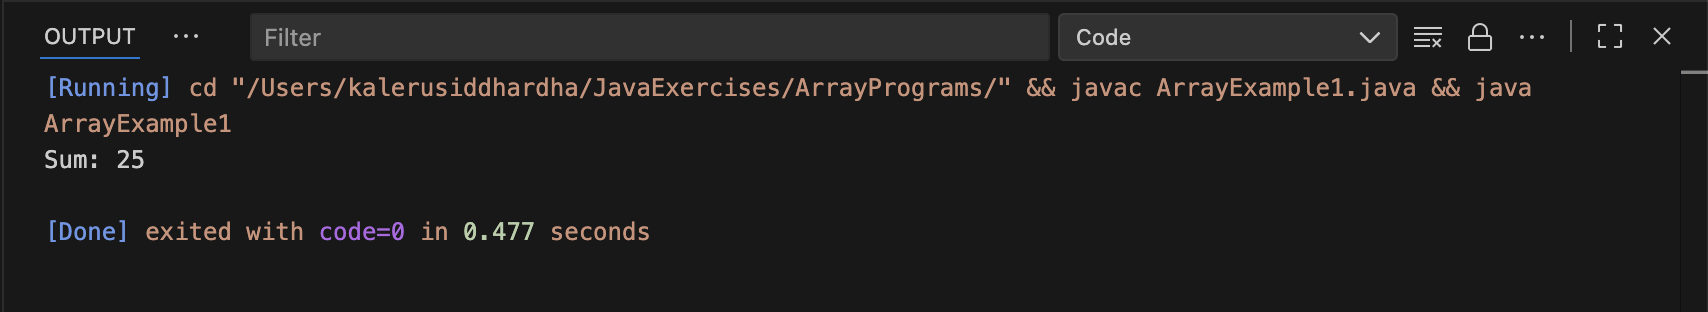 OUTPUT ··· Filter Code ···
[Running] cd "/Users/kalerusiddhardha/JavaExercises/ArrayPrograms/" && javac ArrayExample1.java && java
ArrayExample1
Sum: 25
[Done] exited with code=0 in 0.477 seconds